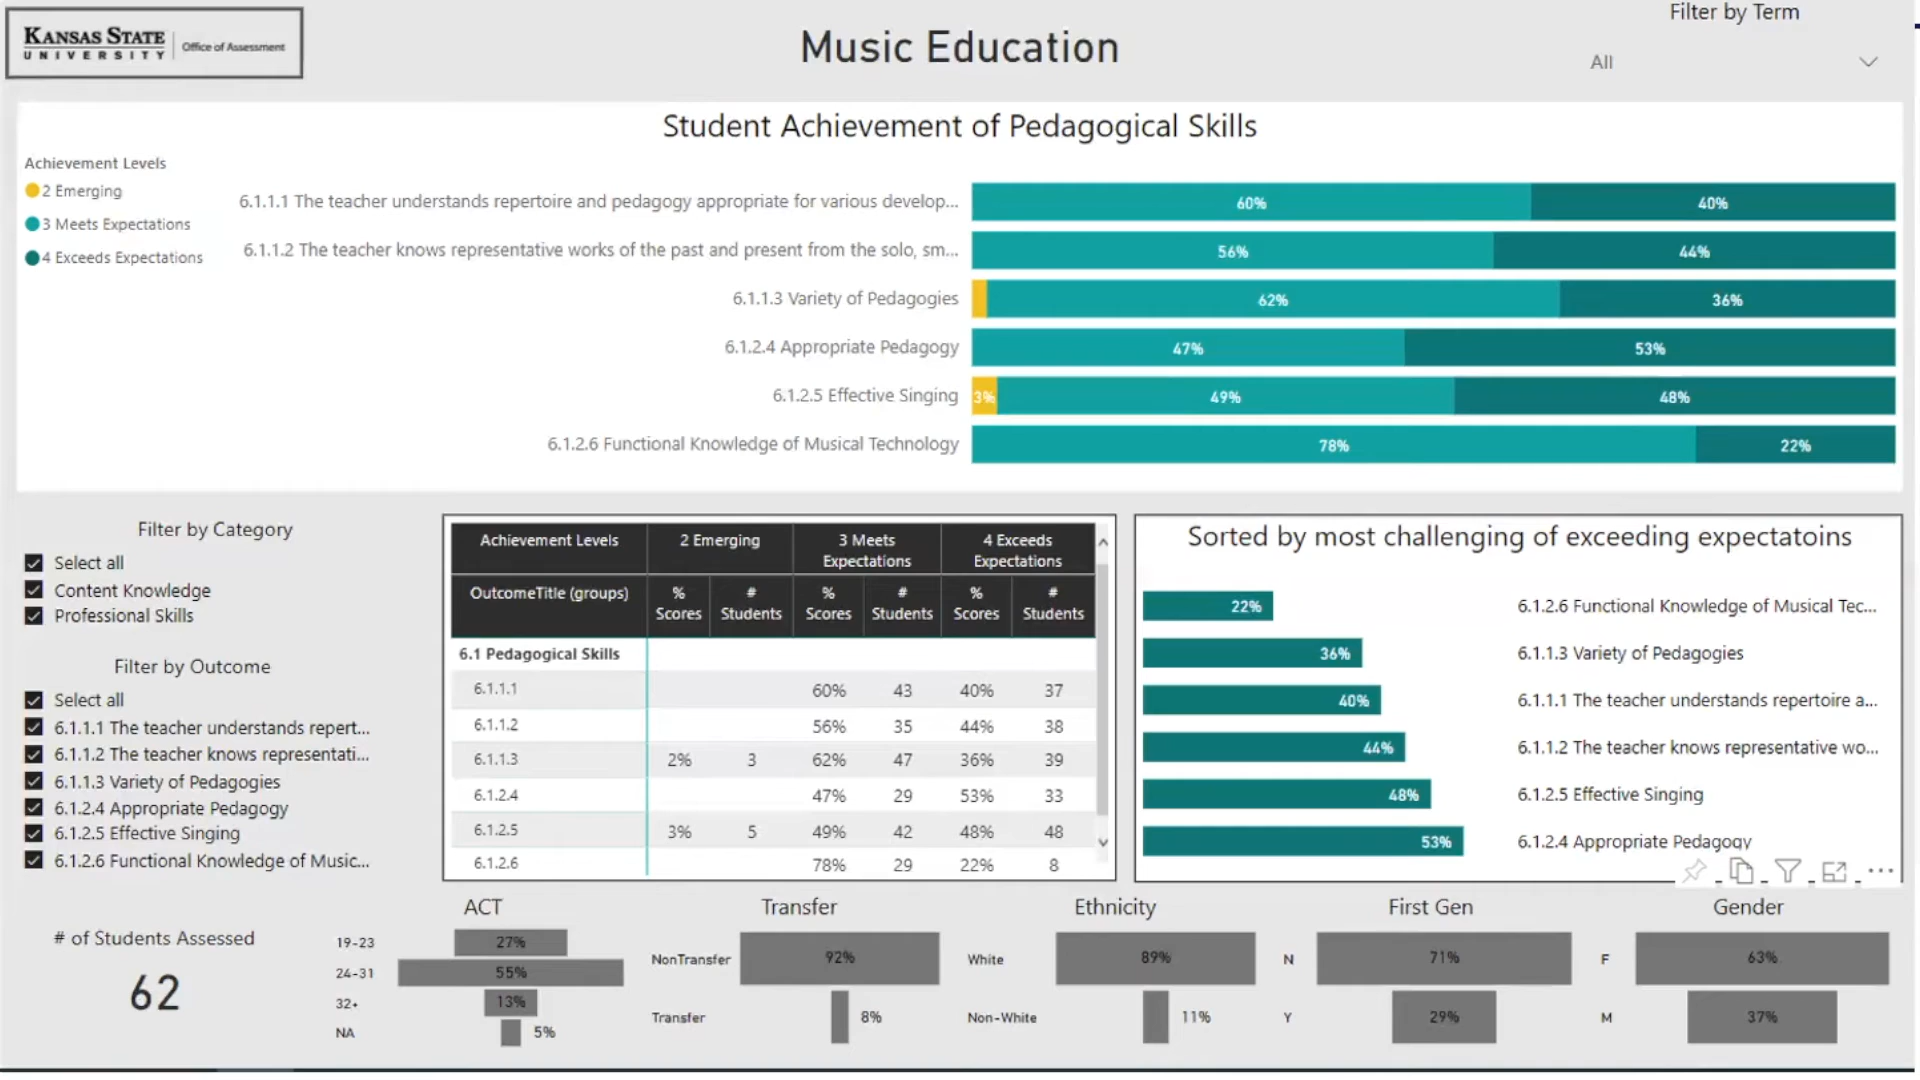 KANSAS STATE
UNIVERSITY
Office of Assessment
Music Education
Filter by Term
All
Student Achievement of Pedagogical Skills
Achievement Levels
2 Emerging
3 Meets Expectations
4 Exceeds Expectations
6.1.1.1 The teacher understands repertoire and pedagogy appropriate for various develop... 60% 40%
6.1.1.2 The teacher knows representative works of the past and present from the solo, sm... 56% 44%
6.1.1.3 Variety of Pedagogies 62% 36%
6.1.2.4 Appropriate Pedagogy 47% 53%
6.1.2.5 Effective Singing 3% 49% 48%
6.1.2.6 Functional Knowledge of Musical Technology 78% 22%
Filter by Category
Select all
Content Knowledge
Professional Skills
Filter by Outcome
Select all
6.1.1.1 The teacher understands repert...
6.1.1.2 The teacher knows representati...
6.1.1.3 Variety of Pedagogies
6.1.2.4 Appropriate Pedagogy
6.1.2.5 Effective Singing
6.1.2.6 Functional Knowledge of Music...
Achievement Levels 2 Emerging 3 Meets Expectations 4 Exceeds Expectations
OutcomeTitle (groups) % Scores # Students % Scores # Students % Scores # Students
6.1 Pedagogical Skills
6.1.1.1 60% 43 40% 37
6.1.1.2 56% 35 44% 38
6.1.1.3 2% 3 62% 47 36% 39
6.1.2.4 47% 29 53% 33
6.1.2.5 3% 5 49% 42 48% 48
6.1.2.6 78% 29 22% 8
Sorted by most challenging of exceeding expectatoins
22% 6.1.2.6 Functional Knowledge of Musical Tec...
36% 6.1.1.3 Variety of Pedagogies
40% 6.1.1.1 The teacher understands repertoire a...
44% 6.1.1.2 The teacher knows representative wo...
48% 6.1.2.5 Effective Singing
53% 6.1.2.4 Appropriate Pedagogy
# of Students Assessed
62
ACT
19-23 27%
24-31 55%
32+ 13%
NA 5%
Transfer
NonTransfer 92%
Transfer 8%
Ethnicity
White 89%
Non-White 11%
First Gen
N 71%
Y 29%
Gender
F 63%
M 37%